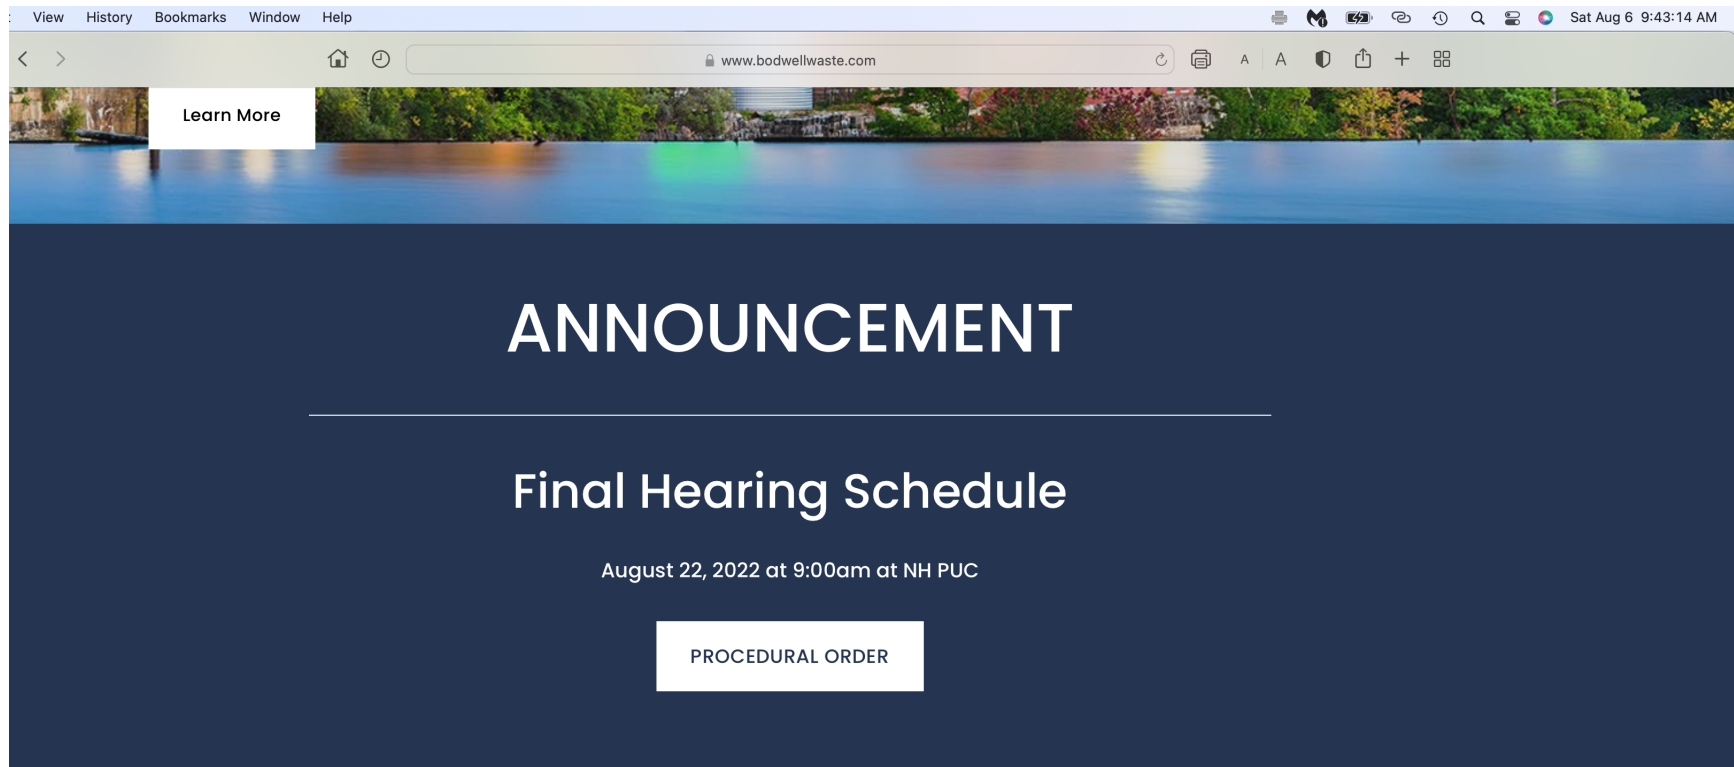 View History Bookmarks Window Help
Sat Aug 6 9:43:14 AM
www.bodwellwaste.com
A A
Learn More
ANNOUNCEMENT
Final Hearing Schedule
August 22, 2022 at 9:00am at NH PUC
PROCEDURAL ORDER